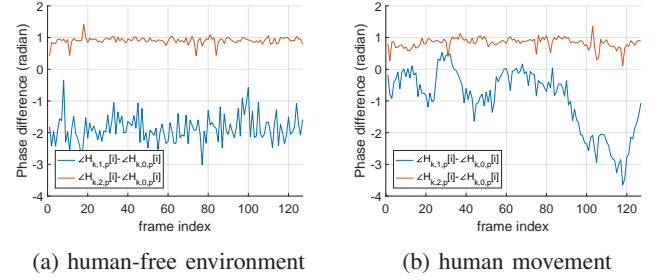 2
1
0
-1
-2
-3
-4
Phase difference (radian)
∠H_{k,1,p}[i]-∠H_{k,0,p}[i]
∠H_{k,2,p}[i]-∠H_{k,0,p}[i]
0 20 40 60 80 100 120
frame index
(a) human-free environment
2
1
0
-1
-2
-3
-4
Phase difference (radian)
∠H_{k,1,p}[i]-∠H_{k,0,p}[i]
∠H_{k,2,p}[i]-∠H_{k,0,p}[i]
0 20 40 60 80 100 120
frame index
(b) human movement